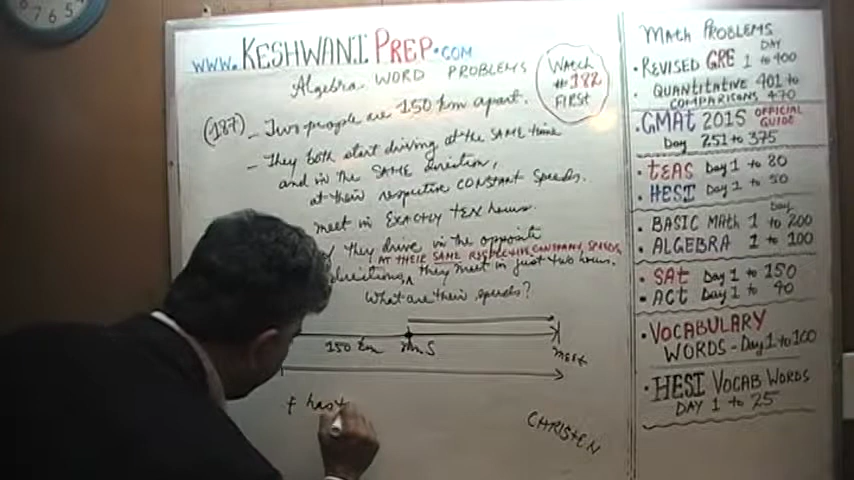 7 6 5
www.KESHWANI PREP.COM
Algebra WORD PROBLEMS
WATCH
#182
FIRST
(187) - Two people are 150 km apart.
- They both start driving at the SAME time
and in the SAME direction,
at their respective CONSTANT Speeds.
meet in EXACTLY TEN hours.
they drive in the opposite
AT THEIR SAME RESPECTIVE CONSTANT SPEEDS,
directions, they meet in just two hours.
What are their speeds?
150 km Mr. S
meet
f has
CHRISTEN
MATH PROBLEMS
• REVISED GRE DAY 1 to 400
• QUANTITATIVE 401 to
COMPARISONS 470
• GMAT 2015 OFFICIAL GUIDE
Day 251 to 375
• TEAS Day 1 to 80
• HESI Day 1 to 50
Day
• BASIC MATH 1 to 200
• ALGEBRA 1 to 100
• SAT Day 1 to 150
• ACT Day 1 to 90
• VOCABULARY
WORDS - Day 1 to 100
• HESI VOCAB WORDS
DAY 1 to 25